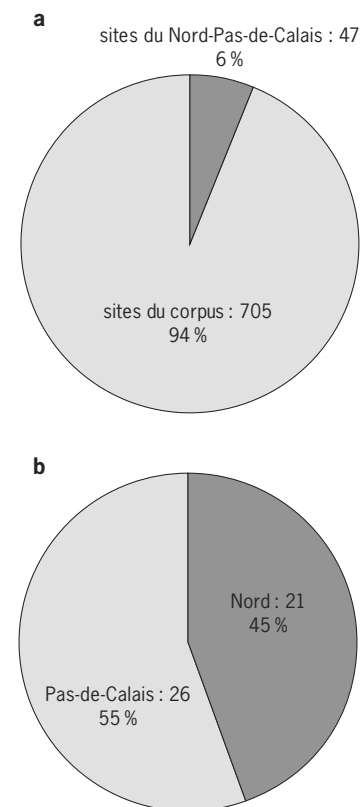 a
sites du Nord-Pas-de-Calais : 47
6 %
sites du corpus : 705
94 %
b
Nord : 21
45 %
Pas-de-Calais : 26
55 %